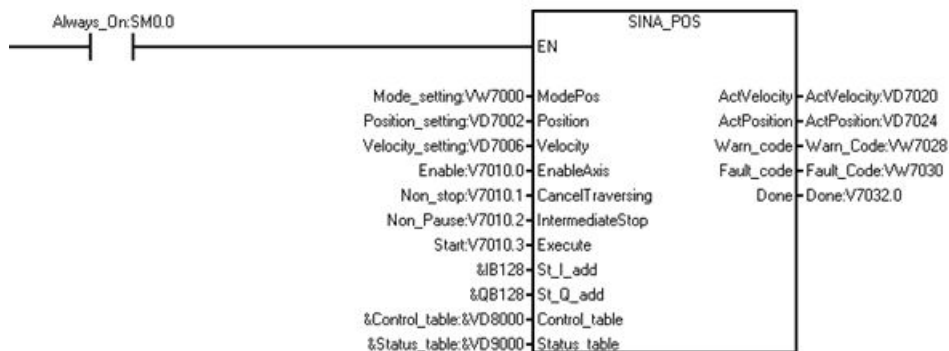 Always_On:SM0.0
SINA_POS
EN
Mode_setting:VW7000 ModePos ActVelocity ActVelocity:VD7020
Position_setting:VD7002 Position ActPosition ActPosition:VD7024
Velocity_setting:VD7006 Velocity Warn_code Warn_Code:VW7028
Enable:V7010.0 EnableAxis Fault_code Fault_Code:VW7030
Non_stop:V7010.1 CancelTraversing Done Done:V7032.0
Non_Pause:V7010.2 IntermediateStop
Start:V7010.3 Execute
&IB128 St_I_add
&QB128 St_Q_add
&Control_table:&VD8000 Control_table
&Status_table:&VD9000 Status_table